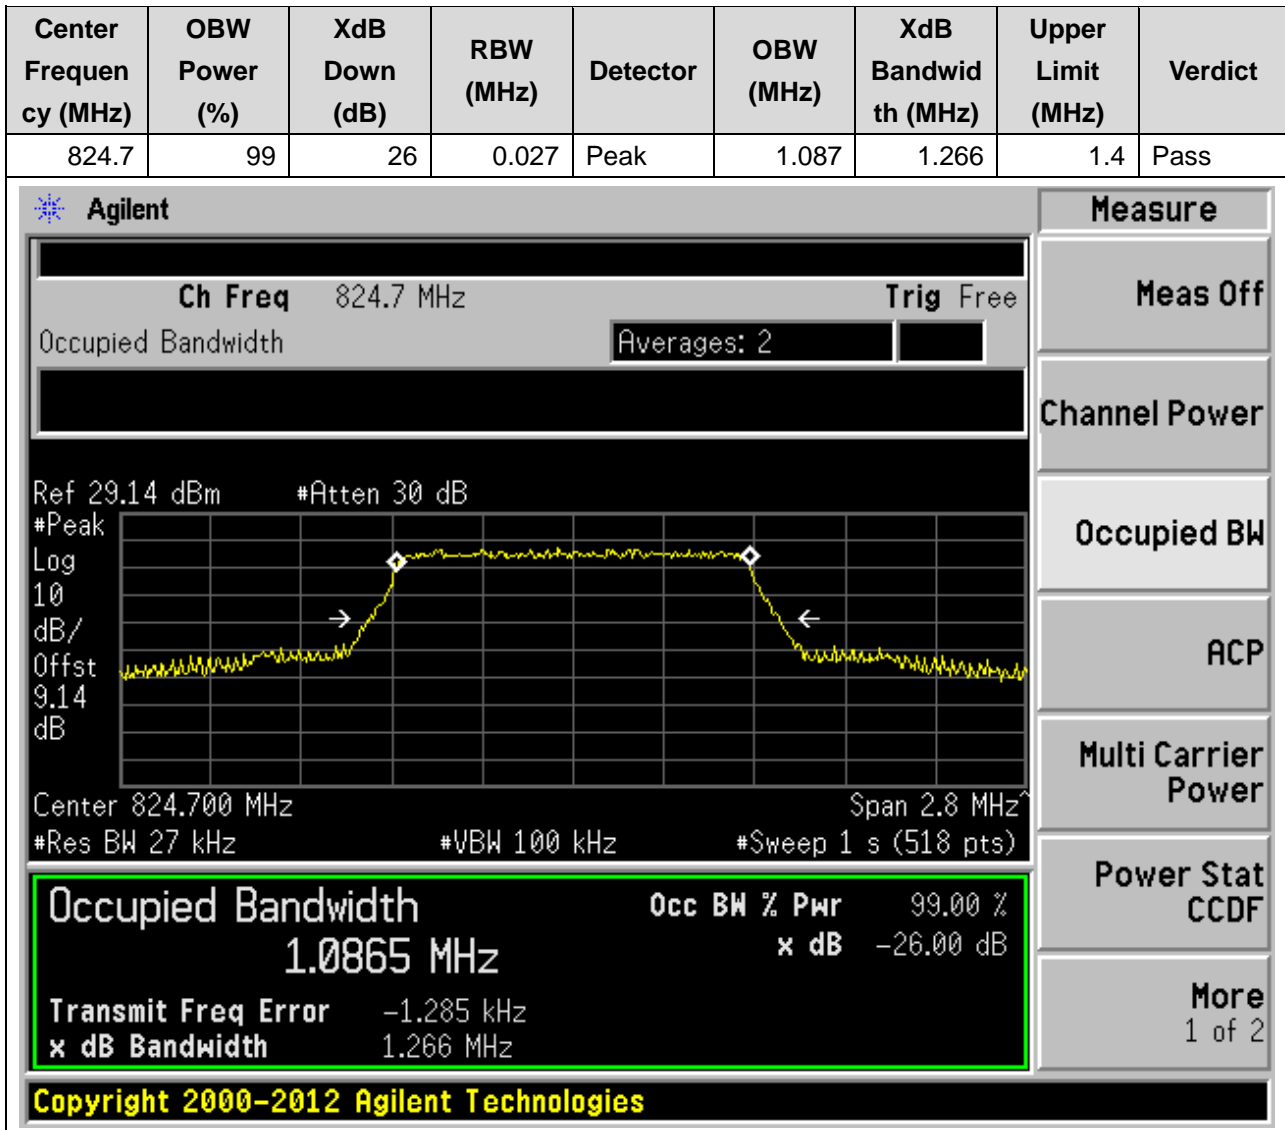 Center Frequen cy (MHz) OBW Power (%) XdB Down (dB) RBW (MHz) Detector OBW (MHz) XdB Bandwid th (MHz) Upper Limit (MHz) Verdict
824.7 99 26 0.027 Peak 1.087 1.266 1.4 Pass
Agilent
Measure
Ch Freq 824.7 MHz Trig Free
Meas Off
Occupied Bandwidth Averages: 2
Channel Power
Ref 29.14 dBm #Atten 30 dB
#Peak
Log
10
dB/
Offst
9.14
dB
Occupied BW
ACP
Multi Carrier
Power
Center 824.700 MHz Span 2.8 MHz^
#Res BW 27 kHz #VBW 100 kHz #Sweep 1 s (518 pts)
Power Stat
CCDF
Occupied Bandwidth Occ BW % Pwr 99.00 %
1.0865 MHz x dB -26.00 dB
Transmit Freq Error -1.285 kHz
x dB Bandwidth 1.266 MHz
More
1 of 2
Copyright 2000-2012 Agilent Technologies